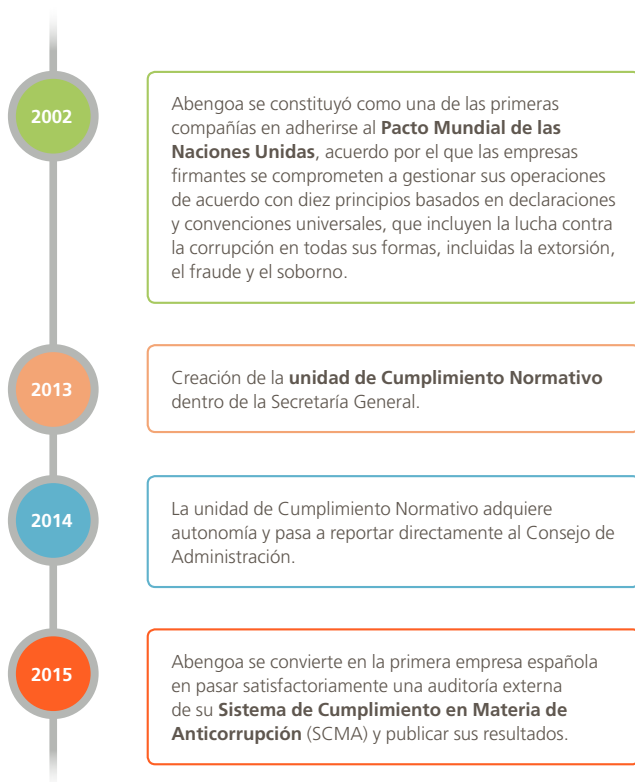 2002
Abengoa se constituyó como una de las primeras
compañías en adherirse al Pacto Mundial de las
Naciones Unidas, acuerdo por el que las empresas
firmantes se comprometen a gestionar sus operaciones
de acuerdo con diez principios basados en declaraciones
y convenciones universales, que incluyen la lucha contra
la corrupción en todas sus formas, incluidas la extorsión,
el fraude y el soborno.
2013
Creación de la unidad de Cumplimiento Normativo
dentro de la Secretaría General.
2014
La unidad de Cumplimiento Normativo adquiere
autonomía y pasa a reportar directamente al Consejo de
Administración.
2015
Abengoa se convierte en la primera empresa española
en pasar satisfactoriamente una auditoría externa
de su Sistema de Cumplimiento en Materia de
Anticorrupción (SCMA) y publicar sus resultados.